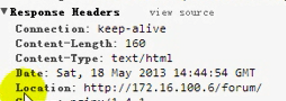 ▼Response Headers view source
Connection: keep-alive
Content-Length: 160
Content-Type: text/html
Date: Sat, 18 May 2013 14:44:54 GMT
Location: http://172.16.100.6/forum/